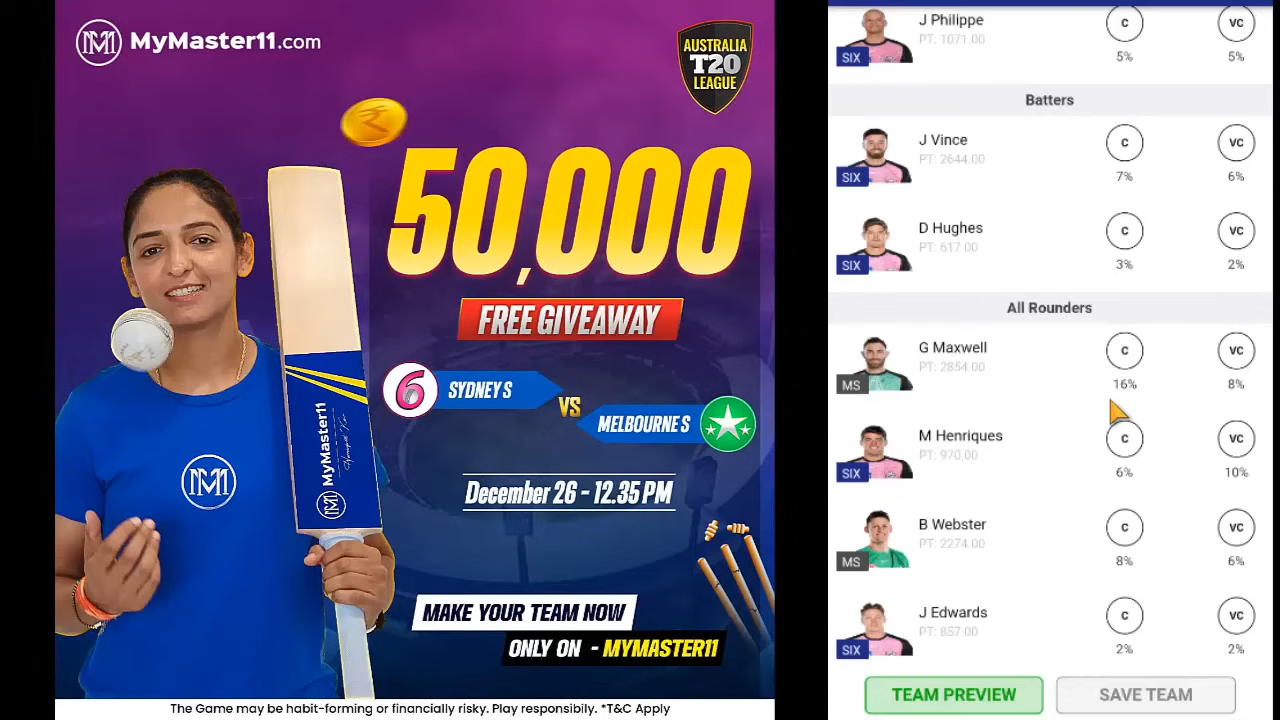 MyMaster11.com
AUSTRALIA
T20
LEAGUE
50,000
FREE GIVEAWAY
6 SYDNEY S
VS
MELBOURNE S
December 26 - 12.35 PM
MAKE YOUR TEAM NOW
ONLY ON - MYMASTER11
MyMaster11
The Game may be habit-forming or financially risky. Play responsibily. *T&C Apply
J Philippe C VC
PT: 1071.00
SIX 5% 5%
Batters
J Vince C VC
PT: 2644.00
SIX 7% 6%
D Hughes C VC
PT: 617.00
SIX 3% 2%
All Rounders
G Maxwell C VC
PT: 2854.00
MS 16% 8%
M Henriques C VC
PT: 970.00
SIX 6% 10%
B Webster C VC
PT: 2274.00
MS 8% 6%
J Edwards C VC
PT: 857.00
SIX 2% 2%
TEAM PREVIEW SAVE TEAM